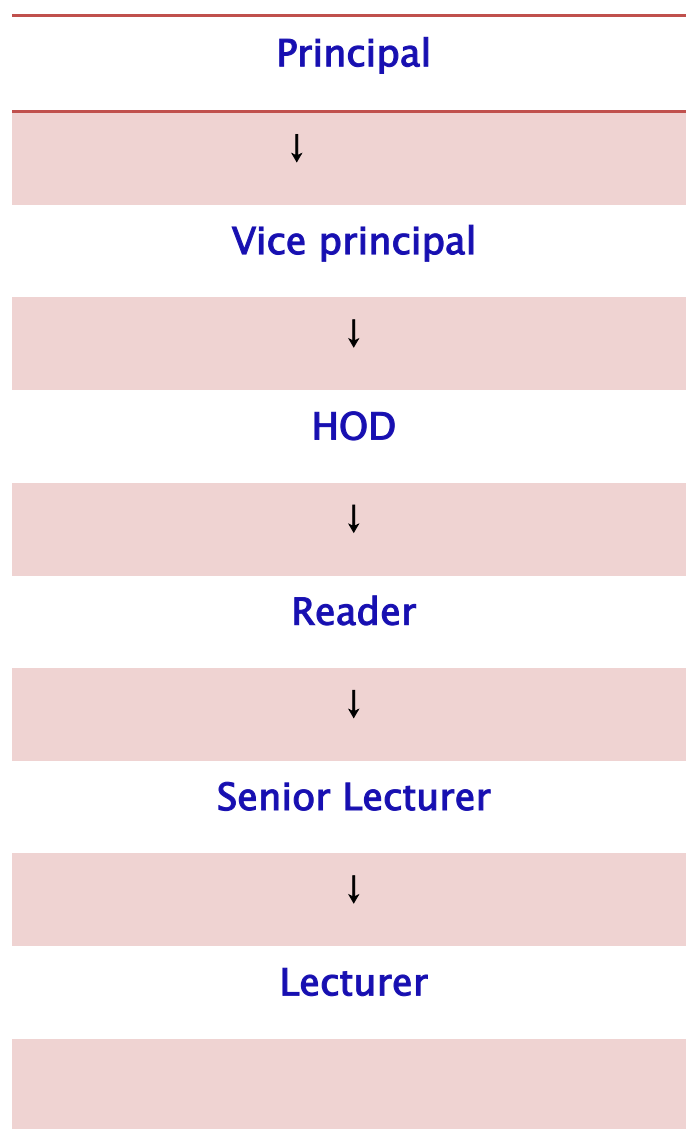 Principal
↓
Vice principal
↓
HOD
↓
Reader
↓
Senior Lecturer
↓
Lecturer